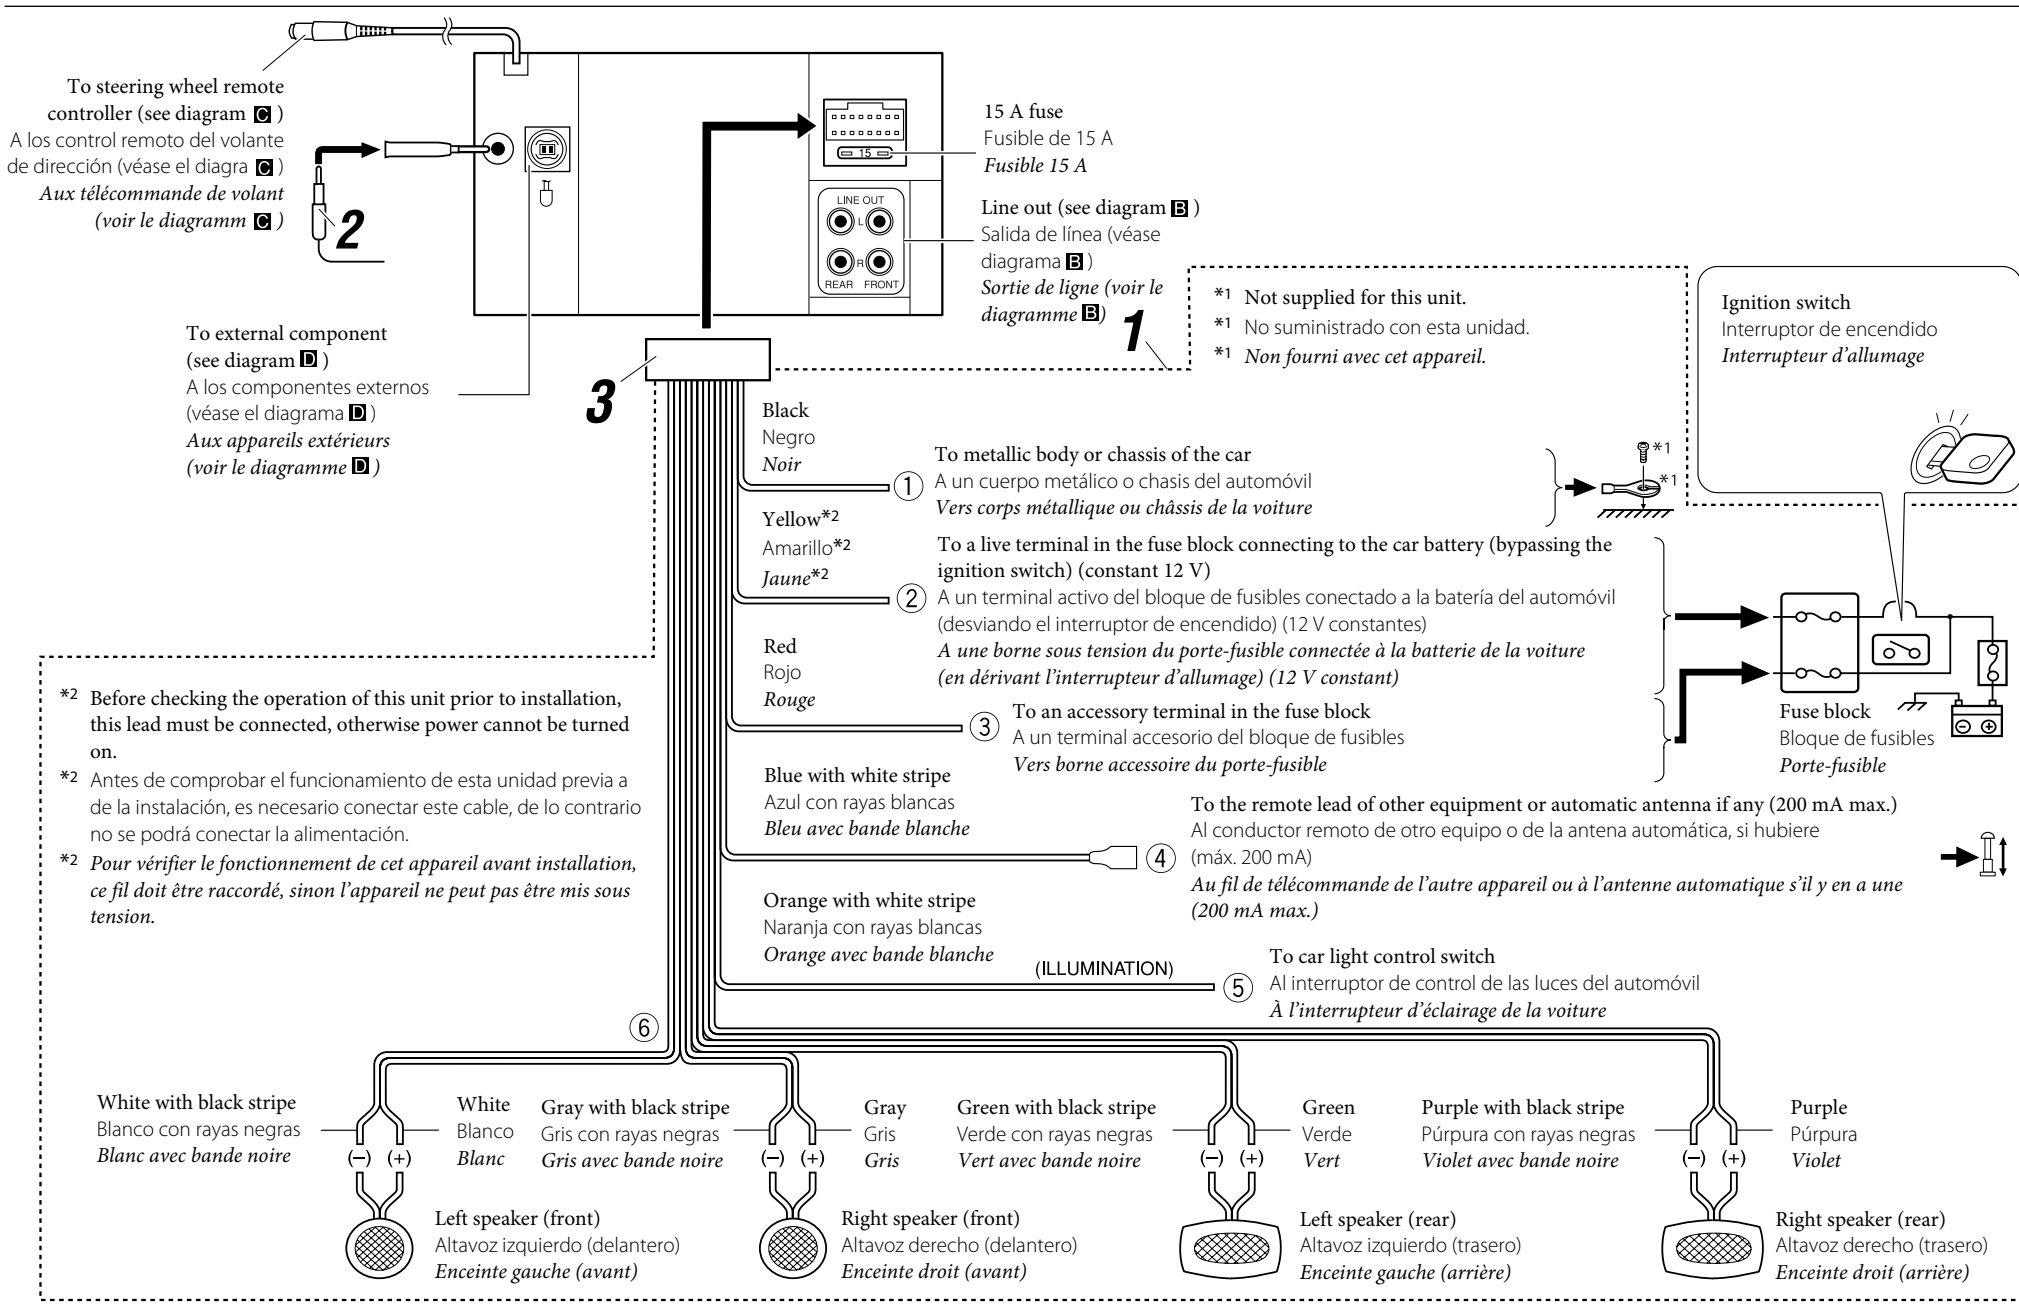 To steering wheel remote
controller (see diagram C )
A los control remoto del volante
de dirección (véase el diagra C )
Aux télécommande de volant
(voir le diagramm C )
2
To external component
(see diagram D )
A los componentes externos
(véase el diagrama D )
Aux appareils extérieurs
(voir le diagramme D )
15
LINE OUT
L
R
REAR FRONT
15 A fuse
Fusible de 15 A
Fusible 15 A
Line out (see diagram B )
Salida de línea (véase
diagrama B )
Sortie de ligne (voir le
diagramme B)
1
*1 Not supplied for this unit.
*1 No suministrado con esta unidad.
*1 Non fourni avec cet appareil.
Ignition switch
Interruptor de encendido
Interrupteur d'allumage
3
Black
Negro
Noir
1 To metallic body or chassis of the car
A un cuerpo metálico o chasis del automóvil
Vers corps métallique ou châssis de la voiture
*1
*1
Yellow*2
Amarillo*2
Jaune*2
2 To a live terminal in the fuse block connecting to the car battery (bypassing the
ignition switch) (constant 12 V)
A un terminal activo del bloque de fusibles conectado a la batería del automóvil
(desviando el interruptor de encendido) (12 V constantes)
A une borne sous tension du porte-fusible connectée à la batterie de la voiture
(en dérivant l'interrupteur d'allumage) (12 V constant)
Red
Rojo
Rouge
3 To an accessory terminal in the fuse block
A un terminal accesorio del bloque de fusibles
Vers borne accessoire du porte-fusible
Fuse block
Bloque de fusibles
Porte-fusible
*2 Before checking the operation of this unit prior to installation,
this lead must be connected, otherwise power cannot be turned
on.
*2 Antes de comprobar el funcionamiento de esta unidad previa a
de la instalación, es necesario conectar este cable, de lo contrario
no se podrá conectar la alimentación.
*2 Pour vérifier le fonctionnement de cet appareil avant installation,
ce fil doit être raccordé, sinon l'appareil ne peut pas être mis sous
tension.
Blue with white stripe
Azul con rayas blancas
Bleu avec bande blanche
4 To the remote lead of other equipment or automatic antenna if any (200 mA max.)
Al conductor remoto de otro equipo o de la antena automática, si hubiere
(máx. 200 mA)
Au fil de télécommande de l'autre appareil ou à l'antenne automatique s'il y en a une
(200 mA max.)
Orange with white stripe
Naranja con rayas blancas
Orange avec bande blanche
(ILLUMINATION)
5 To car light control switch
Al interruptor de control de las luces del automóvil
À l'interrupteur d'éclairage de la voiture
6
White with black stripe
Blanco con rayas negras
Blanc avec bande noire
(−) (+)
White
Blanco
Blanc
Left speaker (front)
Altavoz izquierdo (delantero)
Enceinte gauche (avant)
Gray with black stripe
Gris con rayas negras
Gris avec bande noire
(−) (+)
Gray
Gris
Gris
Right speaker (front)
Altavoz derecho (delantero)
Enceinte droit (avant)
Green with black stripe
Verde con rayas negras
Vert avec bande noire
(−) (+)
Green
Verde
Vert
Left speaker (rear)
Altavoz izquierdo (trasero)
Enceinte gauche (arrière)
Purple with black stripe
Púrpura con rayas negras
Violet avec bande noire
(−) (+)
Purple
Púrpura
Violet
Right speaker (rear)
Altavoz derecho (trasero)
Enceinte droit (arrière)